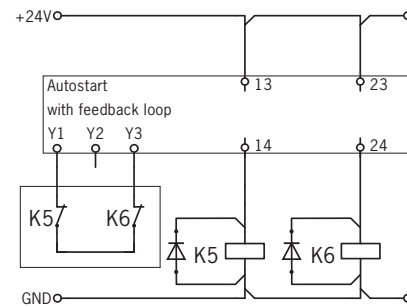 +24V
Autostart
13
23
with feedback loop
Y1 Y2 Y3
14
24
K5 K6
K5 K6
GND